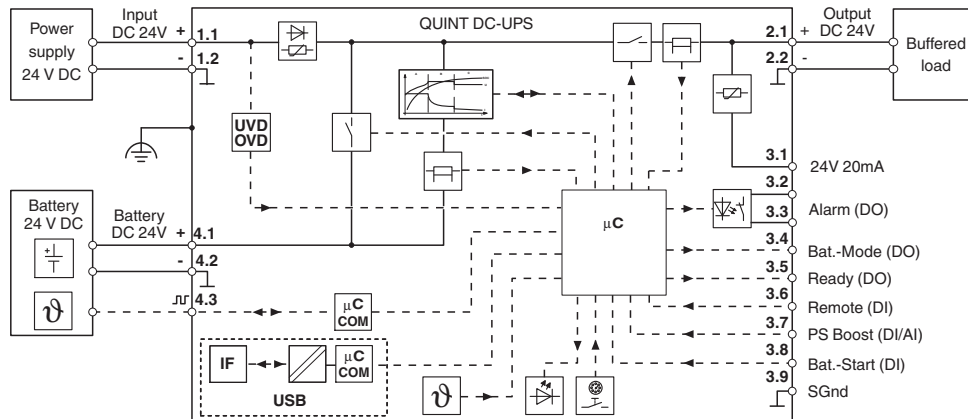 Power
supply
24 V DC
Input
DC 24V
+
1.1
-
1.2
QUINT DC-UPS
2.1
+
2.2
-
Output
DC 24V
Buffered
load
UVD
OVD
3.1
24V 20mA
3.2
3.3
Alarm (DO)
3.4
Bat.-Mode (DO)
3.5
Ready (DO)
3.6
Remote (DI)
3.7
PS Boost (DI/AI)
3.8
Bat.-Start (DI)
3.9
SGnd
µC
Battery
24 V DC
+
ϑ
Battery
DC 24V
+
4.1
-
4.2
4.3
µC
COM
IF
µC
COM
USB
ϑ